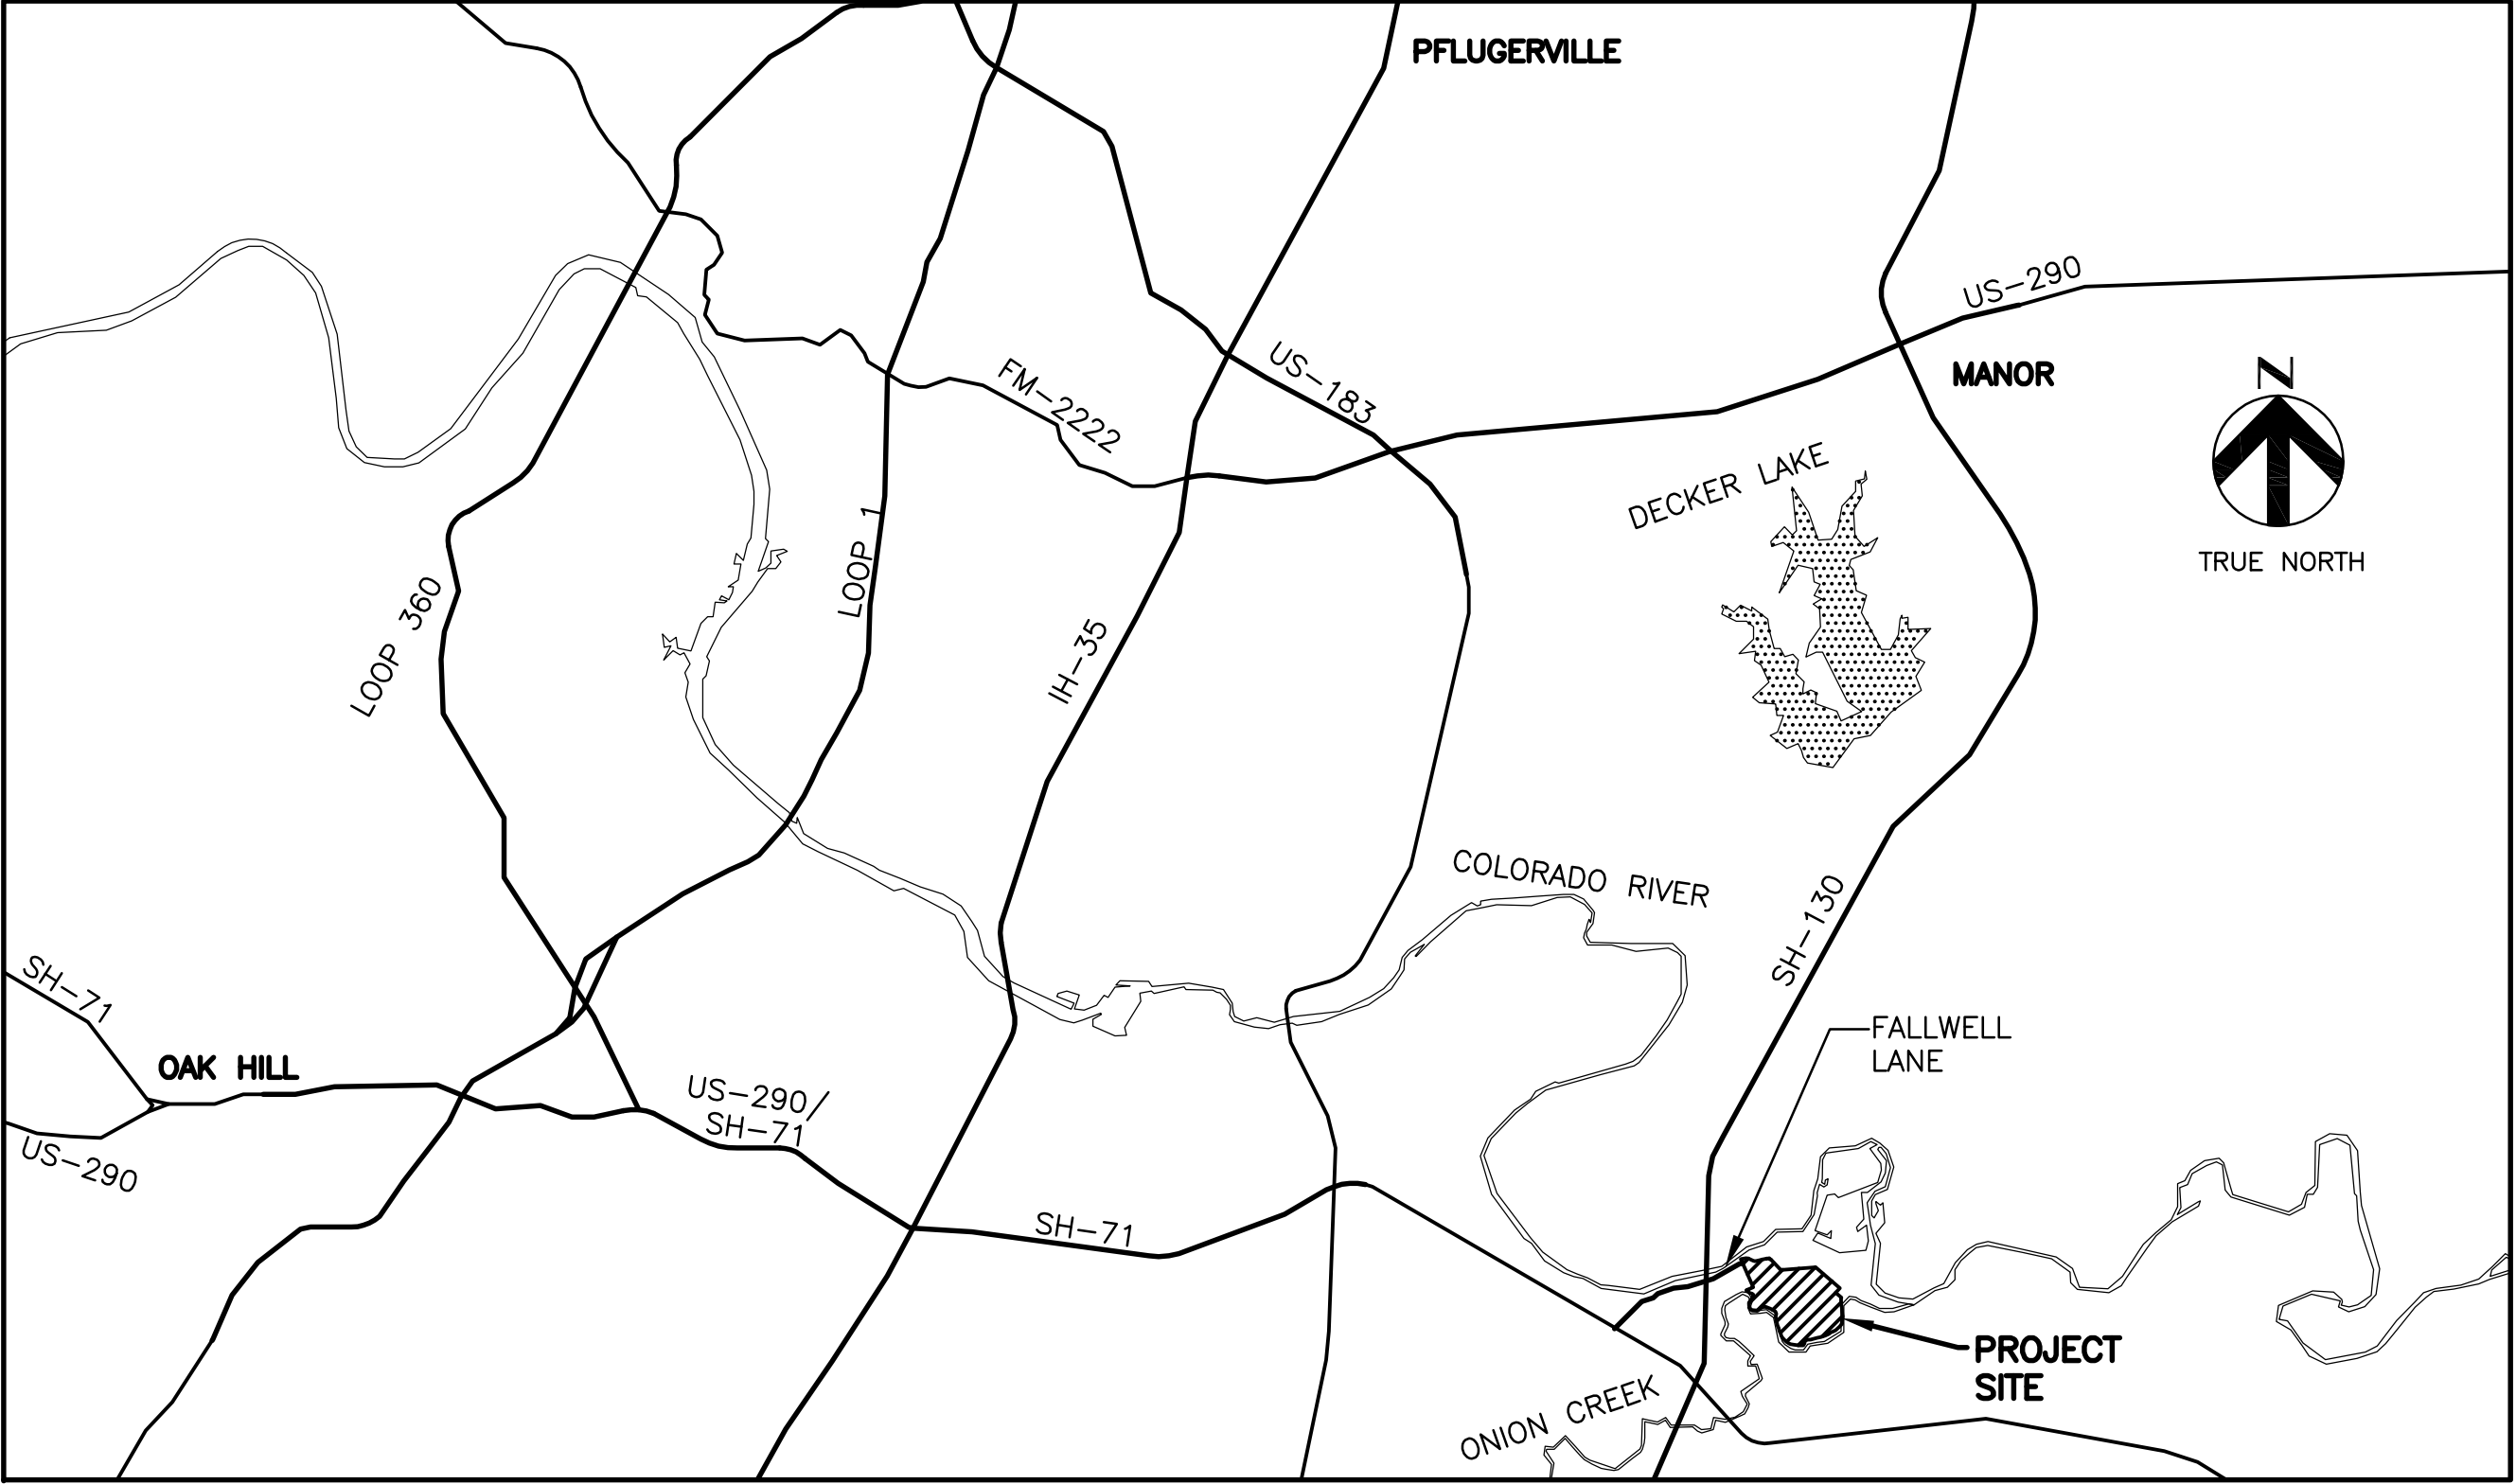 PFLUGERVILLE
US-290
N
MANOR
US-183
FM-2222
DECKER LAKE
TRUE NORTH
LOOP 1
LOOP 360
IH-35
COLORADO RIVER
SH-130
SH-71
FALLWELL
LANE
OAK HILL
US-290/
SH-71
US-290
SH-71
PROJECT
SITE
ONION CREEK